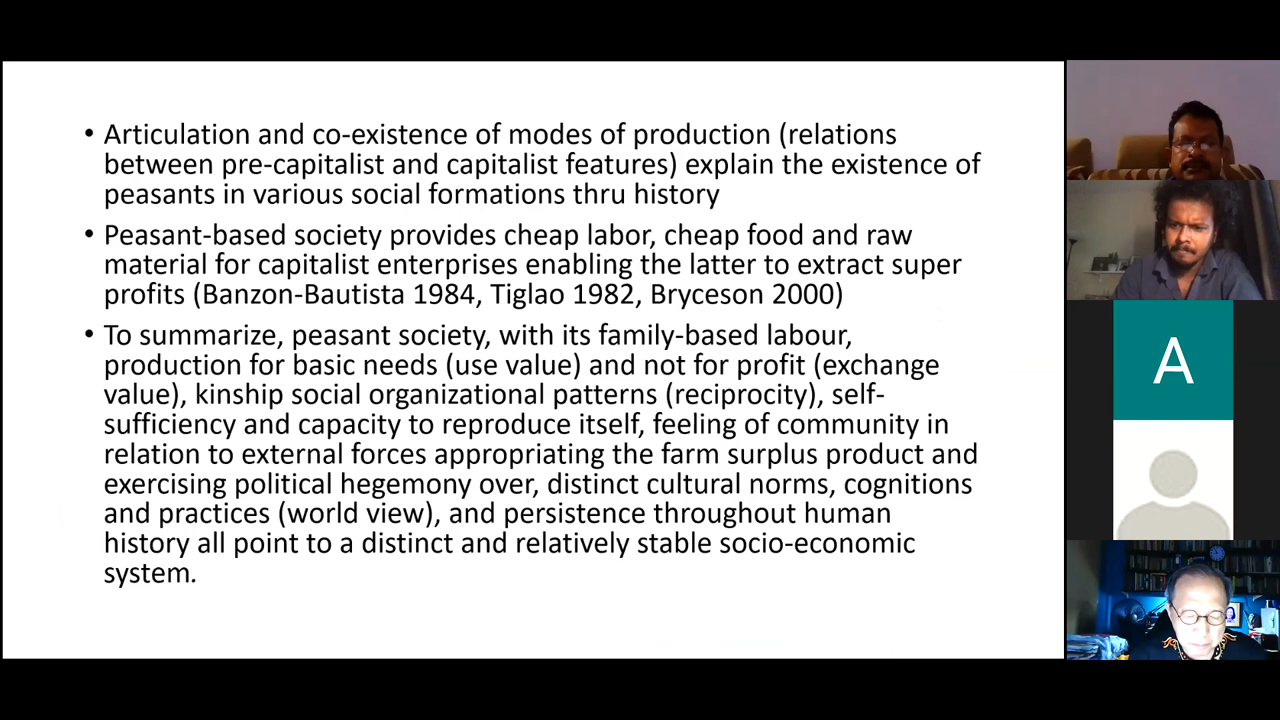 • Articulation and co-existence of modes of production (relations
between pre-capitalist and capitalist features) explain the existence of
peasants in various social formations thru history
• Peasant-based society provides cheap labor, cheap food and raw
material for capitalist enterprises enabling the latter to extract super
profits (Banzon-Bautista 1984, Tiglao 1982, Bryceson 2000)
• To summarize, peasant society, with its family-based labour,
production for basic needs (use value) and not for profit (exchange
value), kinship social organizational patterns (reciprocity), self-
sufficiency and capacity to reproduce itself, feeling of community in
relation to external forces appropriating the farm surplus product and
exercising political hegemony over, distinct cultural norms, cognitions
and practices (world view), and persistence throughout human
history all point to a distinct and relatively stable socio-economic
system.
A